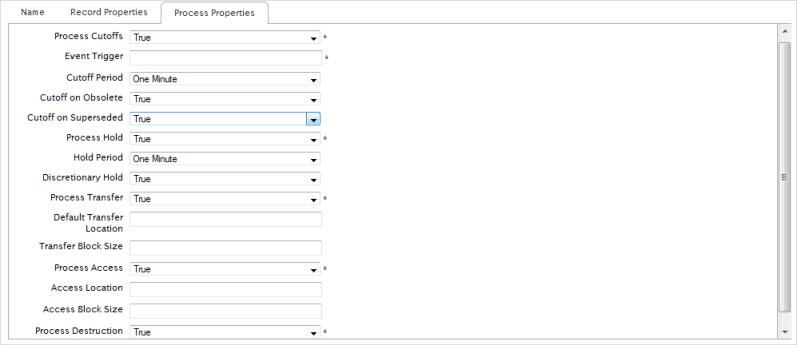 Name Record Properties Process Properties
Process Cutoffs True *
Event Trigger *
Cutoff Period One Minute
Cutoff on Obsolete True
Cutoff on Superseded True
Process Hold True *
Hold Period One Minute
Discretionary Hold True
Process Transfer True *
Default Transfer
Location
Transfer Block Size
Process Access True *
Access Location
Access Block Size
Process Destruction True *